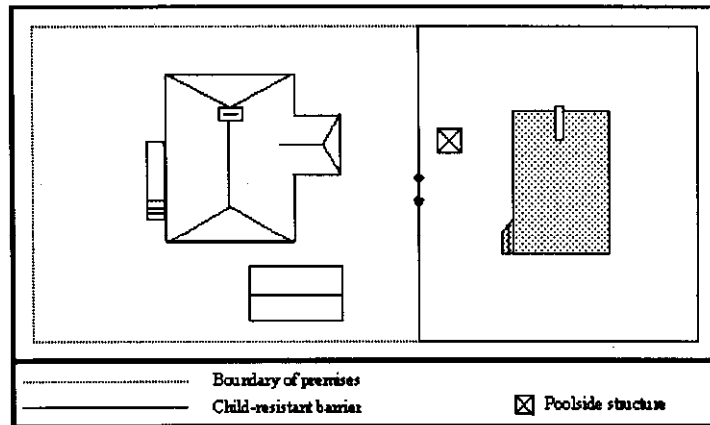 Boundary of premises
Child-resistant barrier
Poolside structure